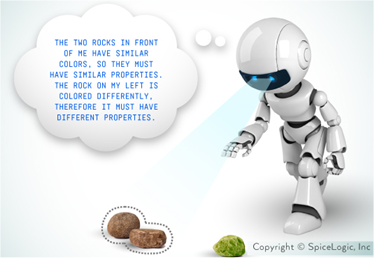 THE TWO ROCKS IN FRONT
OF ME HAVE SIMILAR
COLORS, SO THEY MUST
HAVE SIMILAR PROPERTIES.
THE ROCK ON MY LEFT IS
COLORED DIFFERENTLY,
THEREFORE IT MUST HAVE
DIFFERENT PROPERTIES.
Copyright © SpiceLogic, Inc